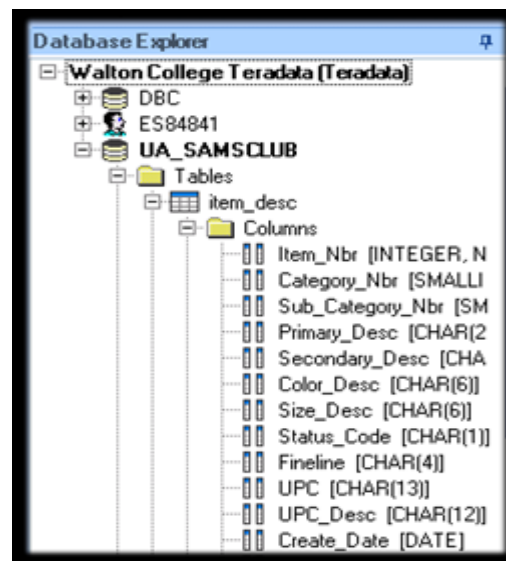 Database Explorer
Walton College Teradata (Teradata)
DBC
ES84841
UA_SAMSCLUB
Tables
item_desc
Columns
Item_Nbr [INTEGER, N
Category_Nbr [SMALLI
Sub_Category_Nbr [SM
Primary_Desc [CHAR(2
Secondary_Desc [CHA
Color_Desc [CHAR(6)]
Size_Desc [CHAR(6)]
Status_Code [CHAR(1)]
Fineline [CHAR(4)]
UPC [CHAR(13)]
UPC_Desc [CHAR(12)]
Create_Date [DATE]